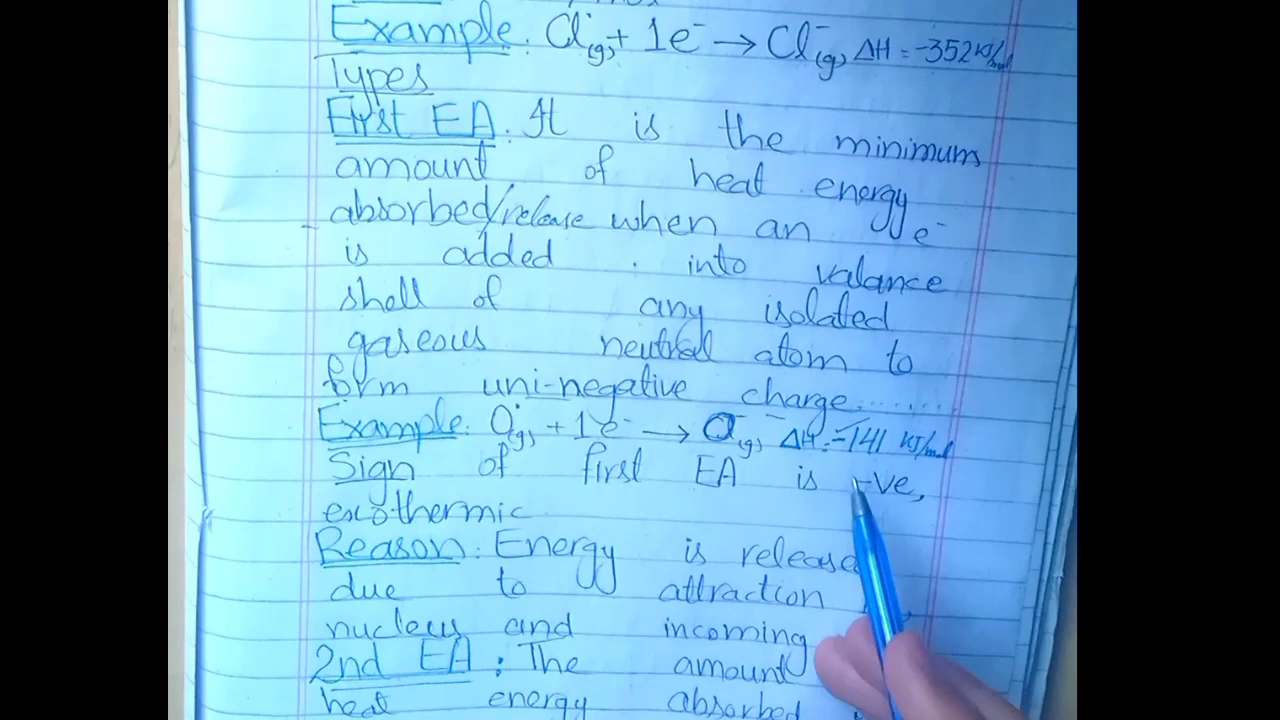 Example: Cl(g) + 1e⁻ → Cl⁻(g) ΔH = -352 kJ/mol
Types
First EA. It is the minimum
amount of heat energy
absorbed/release when an e⁻
is added into valance
shell of any isolated
gaseous neutral atom to
form uni-negative charge.......
Example: O(g) + 1e⁻ → O⁻(g) ΔH = -141 kJ/mol
Sign of first EA is -ve,
exothermic
Reason: Energy is release
due to attraction
nucleus and incoming
2nd EA: The amount
heat energy absorbed